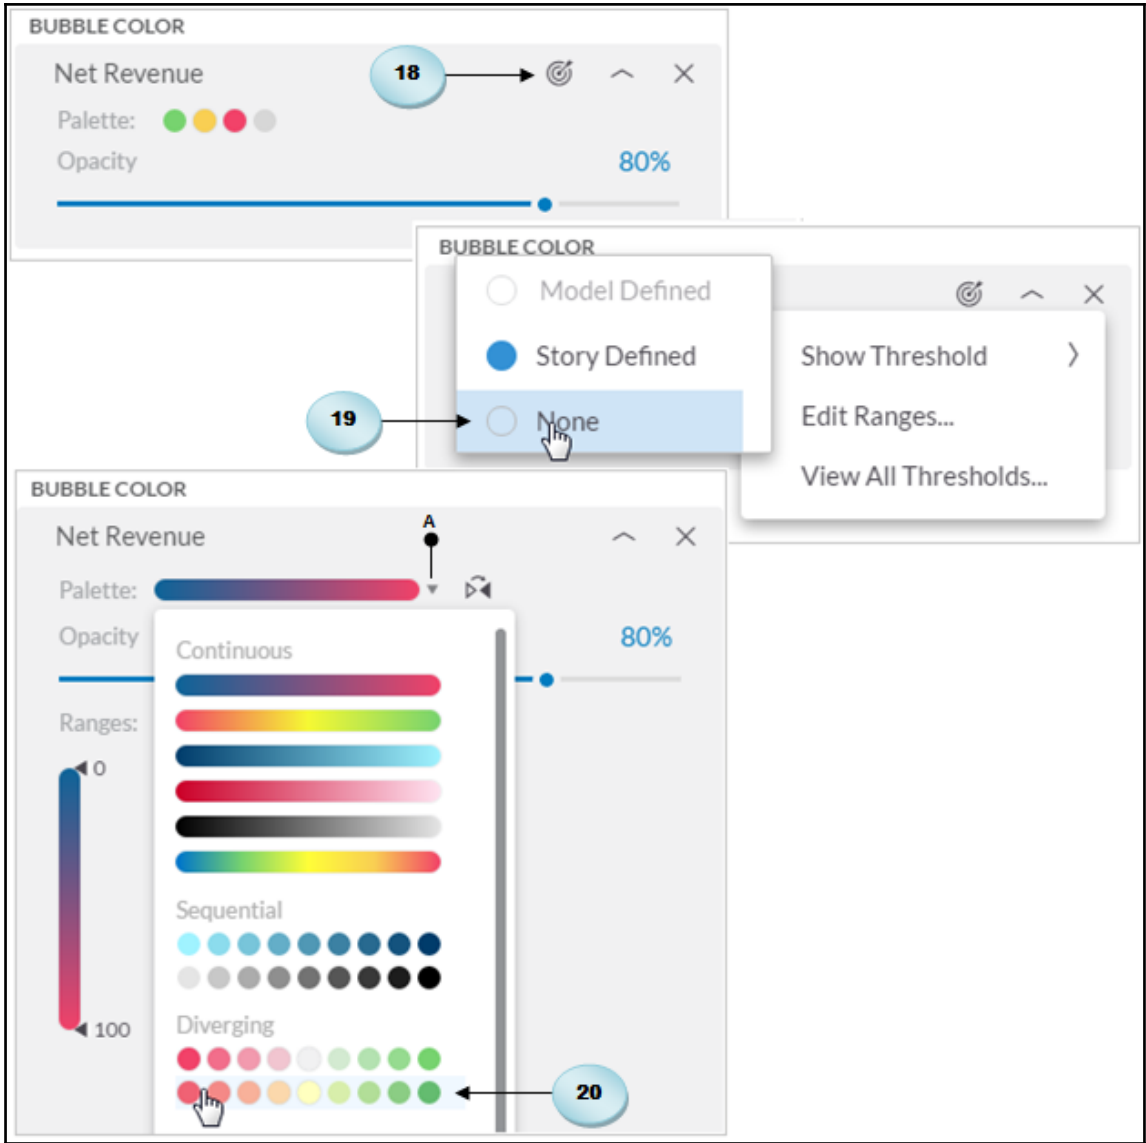 BUBBLE COLOR
Net Revenue
18
Palette:
Opacity
80%
BUBBLE COLOR
Model Defined
Story Defined
Show Threshold
19
None
Edit Ranges...
View All Thresholds...
BUBBLE COLOR
Net Revenue
A
Palette:
Opacity
80%
Continuous
Ranges:
0
100
Sequential
Diverging
20